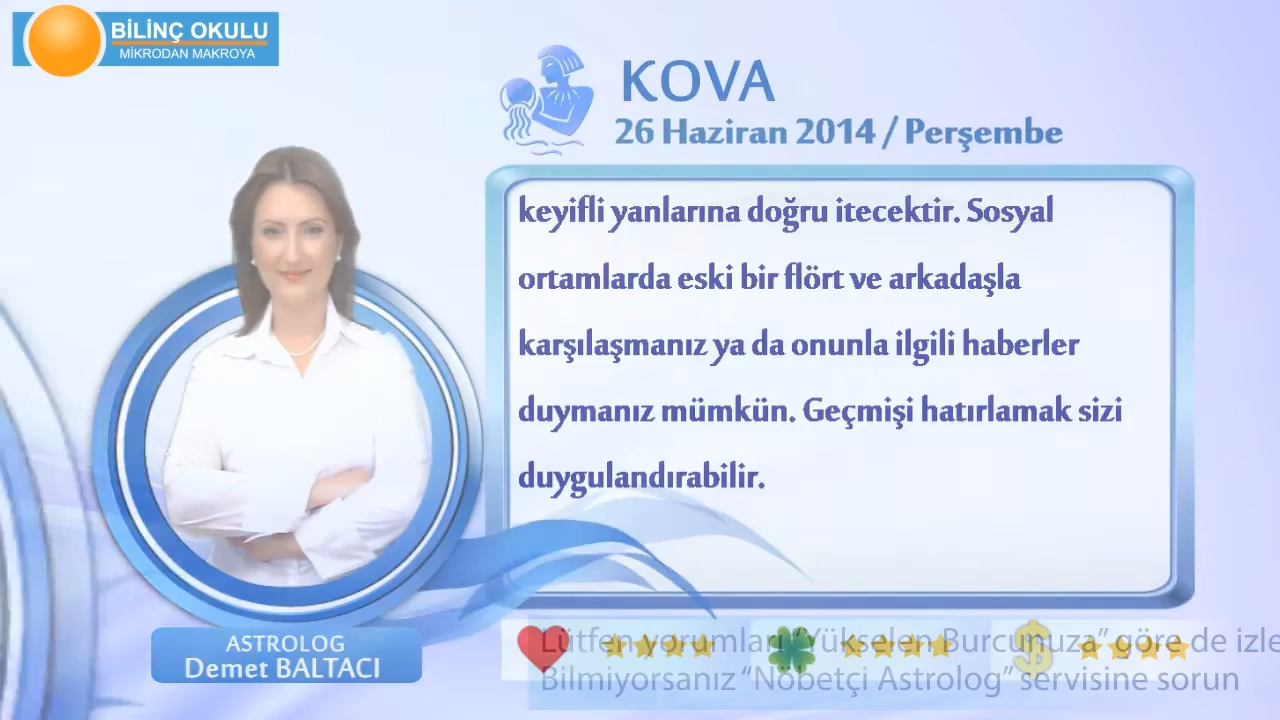 BİLİNÇ OKULU
MİKRODAN MAKROYA
KOVA
26 Haziran 2014 / Perşembe
keyifli yanlarına doğru itecektir. Sosyal
ortamlarda eski bir flört ve arkadaşla
karşılaşmanız ya da onunla ilgili haberler
duymanız mümkün. Geçmişi hatırlamak sizi
duygulandırabilir.
ASTROLOG
Demet BALTACI
Lütfen yorumları "Yükselen Burcunuza" göre de izle
Bilmiyorsanız "Nöbetçi Astrolog" servisine sorun